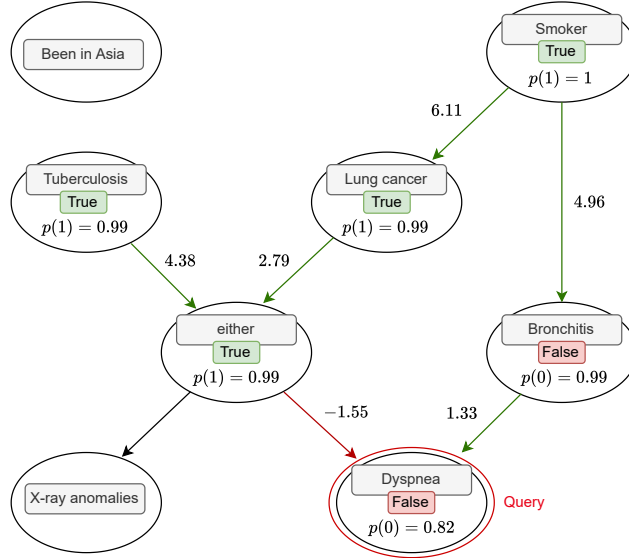 Been in Asia
Smoker
True
p(1) = 1
6.11
Tuberculosis
True
p(1) = 0.99
Lung cancer
True
p(1) = 0.99
4.96
4.38
2.79
either
True
p(1) = 0.99
Bronchitis
False
p(0) = 0.99
−1.55
1.33
X-ray anomalies
Dyspnea
False
p(0) = 0.82
Query